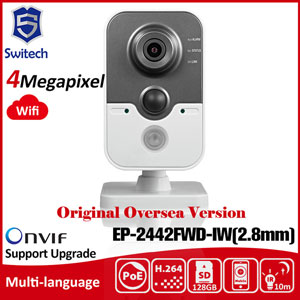 Switech
4Megapixel
Wifi
Original Oversea Version
ONVIF
EP-2442FWD-IW(2.8mm)
Support Upgrade
Multi-language
PoE
H.264
SD
128GB
IR
10m